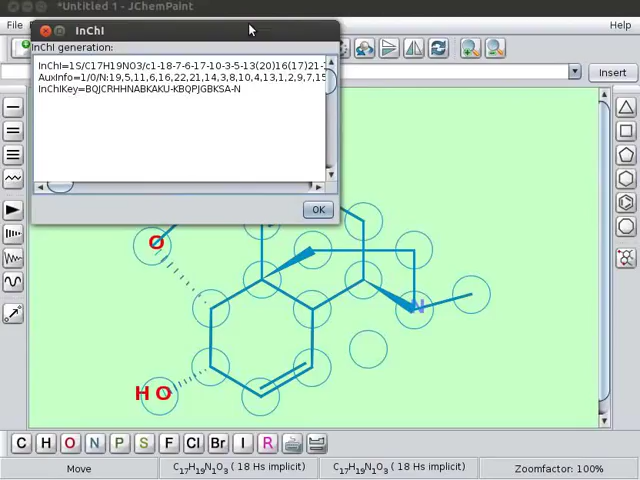 *Untitled 1 - JChemPaint
File
Help
InChI
InChI generation:
InChI=1S/C17H19NO3/c1-18-7-6-17-10-3-5-13(20)16(17)21-
AuxInfo=1/0/N:19,5,11,6,16,22,21,14,3,8,10,4,13,1,2,9,7,15
InChIKey=BQJCRHHNABKAKU-KBQPJGBKSA-N
OK
Insert
O
N
H O
C H O N P S F Cl Br I R
Move
C17H19N1O3 ( 18 Hs implicit)
C17H19N1O3 ( 18 Hs implicit)
Zoomfactor: 100%